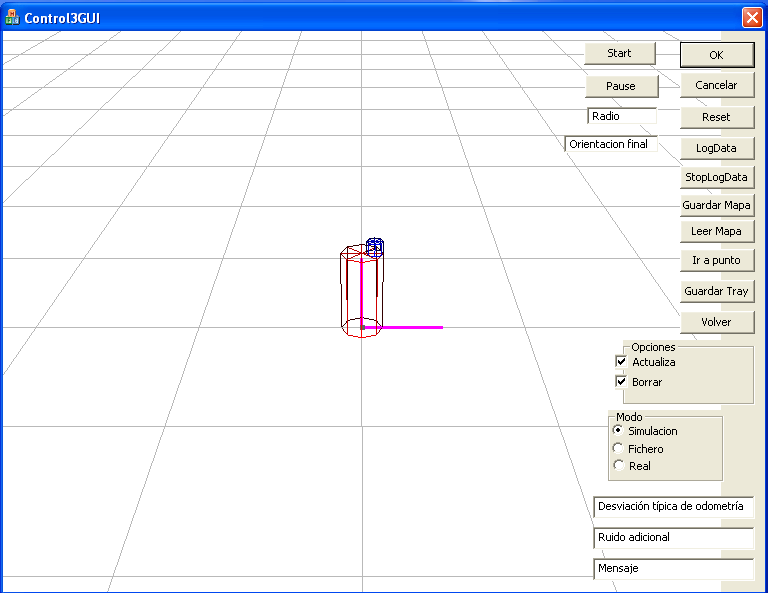 Control3GUI
Start
OK
Pause
Cancelar
Radio
Reset
Orientacion final
LogData
StopLogData
Guardar Mapa
Leer Mapa
Ir a punto
Guardar Tray
Volver
Opciones
Actualiza
Borrar
Modo
Simulacion
Fichero
Real
Desviación típica de odometría
Ruido adicional
Mensaje